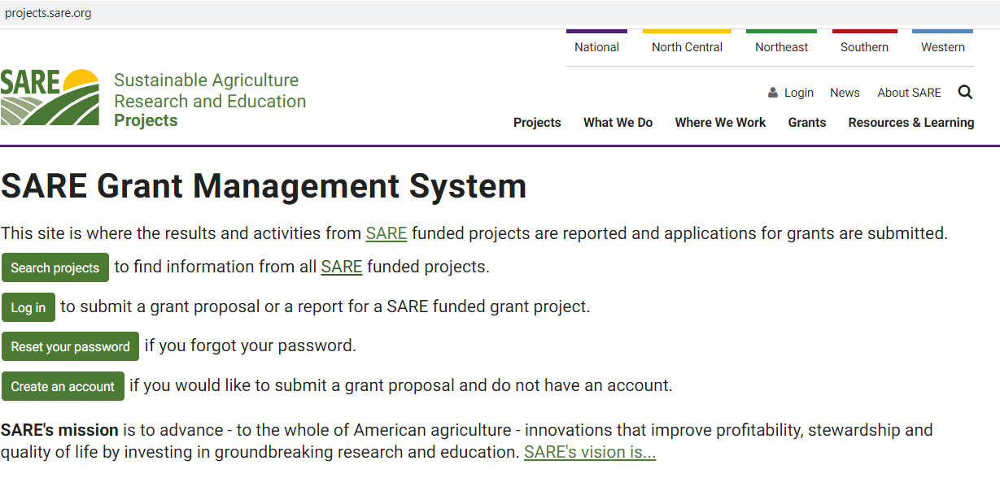 projects.sare.org
National North Central Northeast Southern Western
SARE
Sustainable Agriculture
Research and Education
Projects
Login News About SARE
Projects What We Do Where We Work Grants Resources & Learning
SARE Grant Management System
This site is where the results and activities from SARE funded projects are reported and applications for grants are submitted.
Search projects to find information from all SARE funded projects.
Log in to submit a grant proposal or a report for a SARE funded grant project.
Reset your password if you forgot your password.
Create an account if you would like to submit a grant proposal and do not have an account.
SARE's mission is to advance - to the whole of American agriculture - innovations that improve profitability, stewardship and
quality of life by investing in groundbreaking research and education. SARE's vision is...